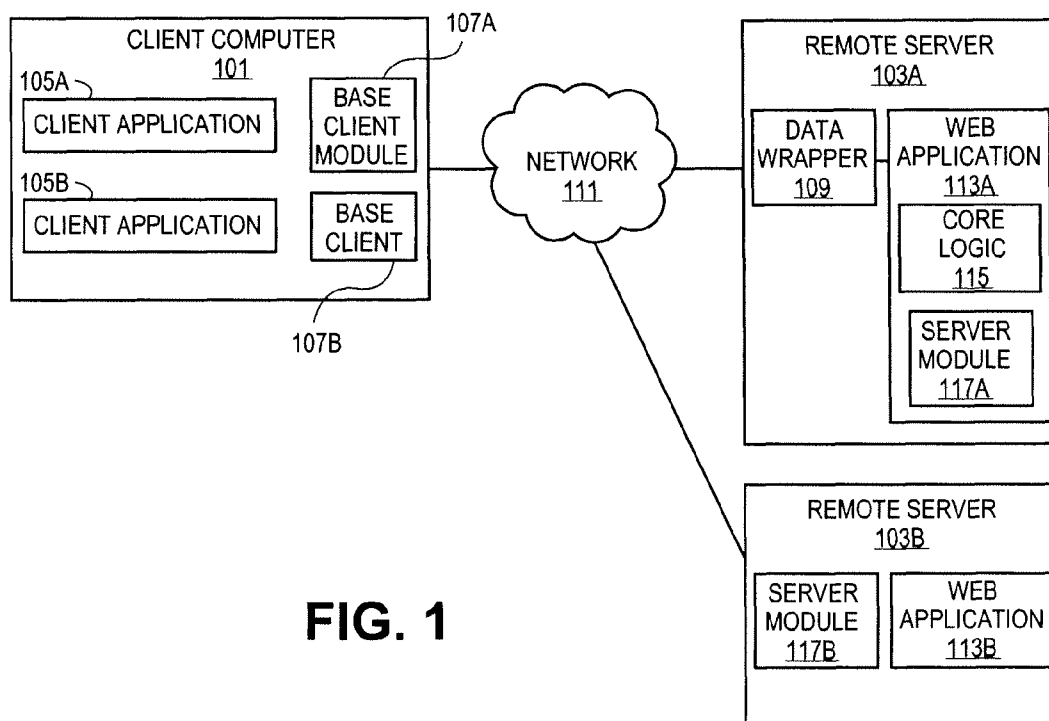 CLIENT COMPUTER
101
107A
105A
CLIENT APPLICATION
BASE
CLIENT
MODULE
105B
CLIENT APPLICATION
BASE
CLIENT
107B
NETWORK
111
REMOTE SERVER
103A
DATA
WRAPPER
109
WEB
APPLICATION
113A
CORE
LOGIC
115
SERVER
MODULE
117A
REMOTE SERVER
103B
SERVER
MODULE
117B
WEB
APPLICATION
113B
FIG. 1